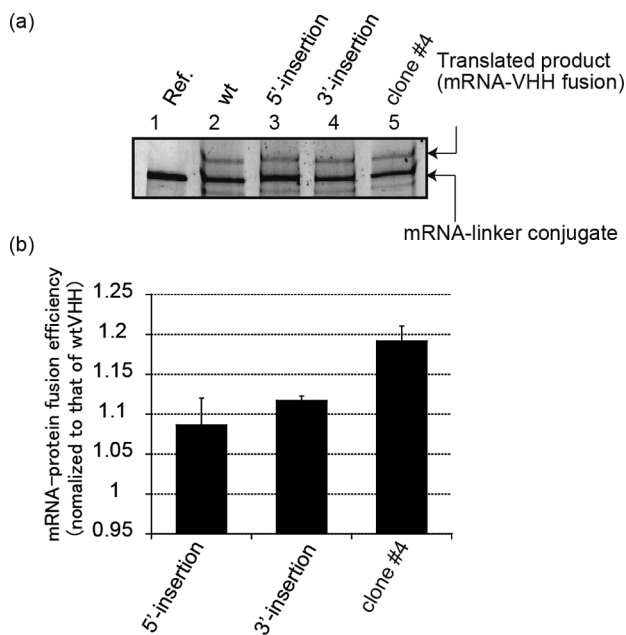 (a)
Ref.
wt
5'-insertion
3'-insertion
clone #4
Translated product
(mRNA-VHH fusion)
1 2 3 4 5
mRNA-linker conjugate
(b)
mRNA−protein fusion efficiency
(nomalized to that of wtVHH)
1.25
1.2
1.15
1.1
1.05
1
0.95
5'-insertion
3'-insertion
clone #4